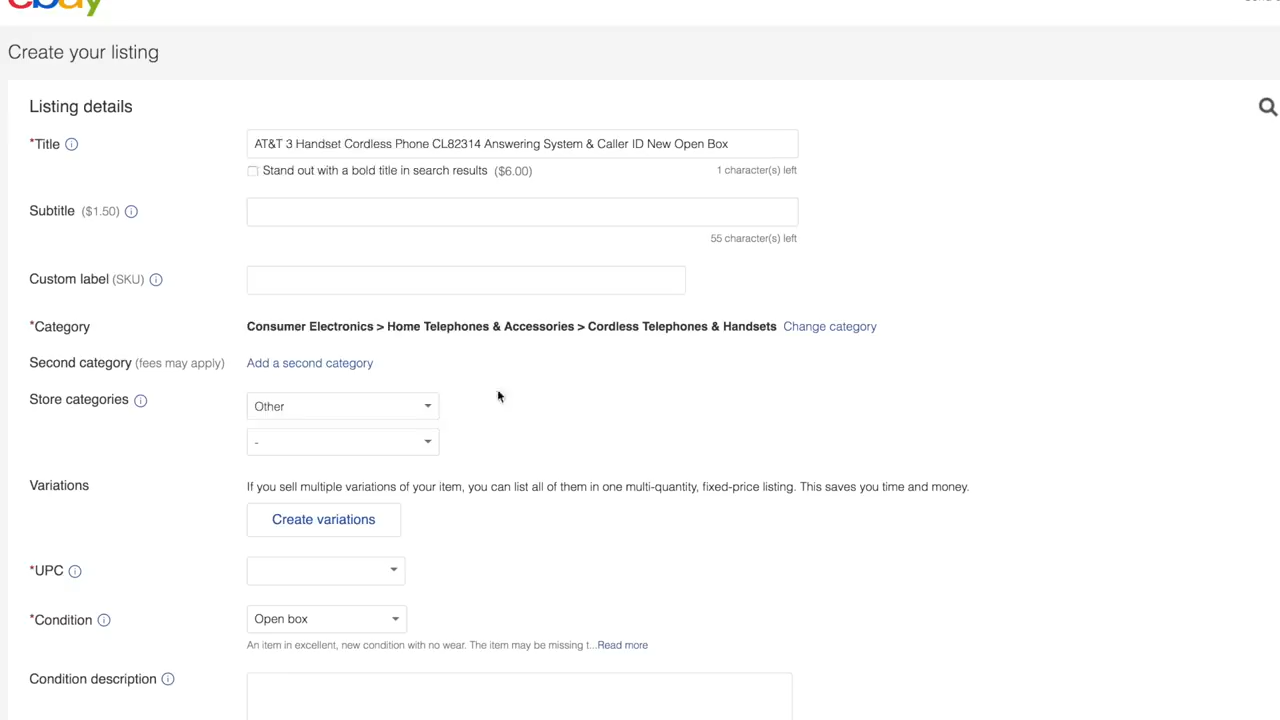 ebay
Create your listing
Listing details
*Title
AT&T 3 Handset Cordless Phone CL82314 Answering System & Caller ID New Open Box
Stand out with a bold title in search results ($6.00)
1 character(s) left
Subtitle ($1.50)
55 character(s) left
Custom label (SKU)
*Category
Consumer Electronics > Home Telephones & Accessories > Cordless Telephones & Handsets Change category
Second category (fees may apply)
Add a second category
Store categories
Other
-
Variations
If you sell multiple variations of your item, you can list all of them in one multi-quantity, fixed-price listing. This saves you time and money.
Create variations
*UPC
*Condition
Open box
An item in excellent, new condition with no wear. The item may be missing t...Read more
Condition description